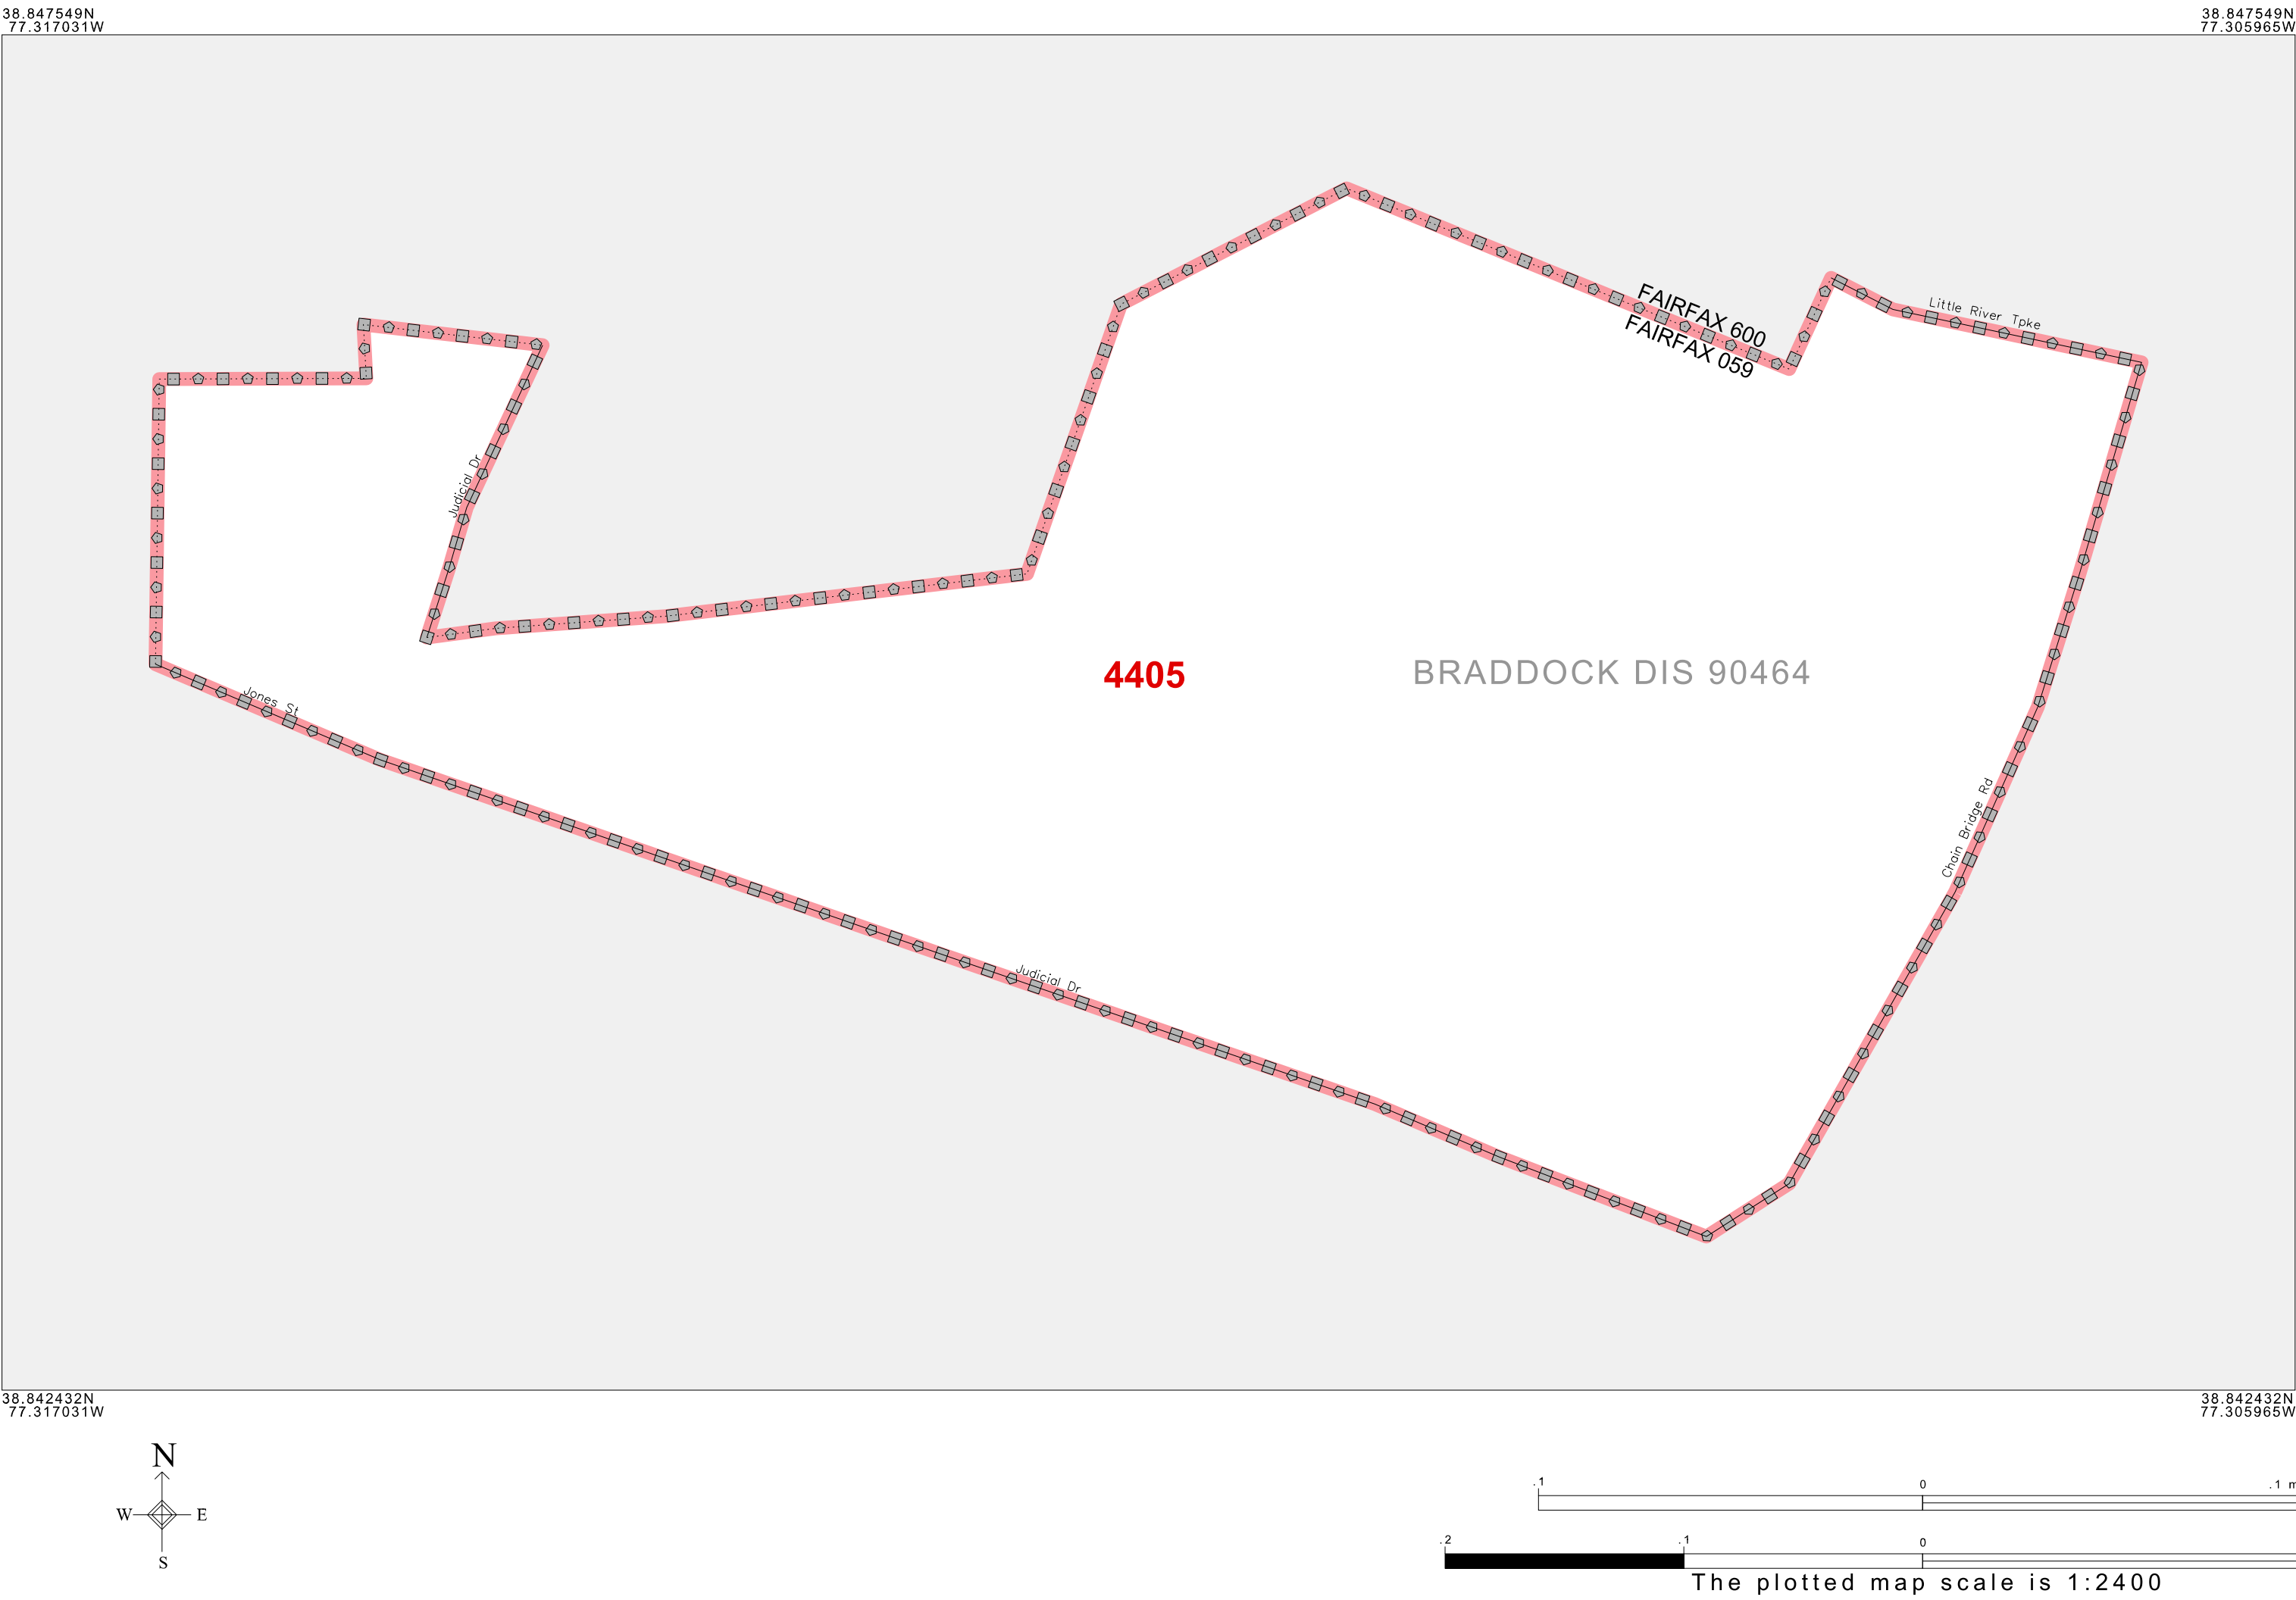 38.847549N
77.317031W
38.847549N
77.305965W
FAIRFAX 600
FAIRFAX 059
Little River Tpke
Judicial Dr
4405
BRADDOCK DIS 90464
Jones St
Chain Bridge Rd
Judicial Dr
38.842432N
77.317031W
38.842432N
77.305965W
N
W
E
S
.1
0
.1 m
.2
.1
0
The plotted map scale is 1:2400